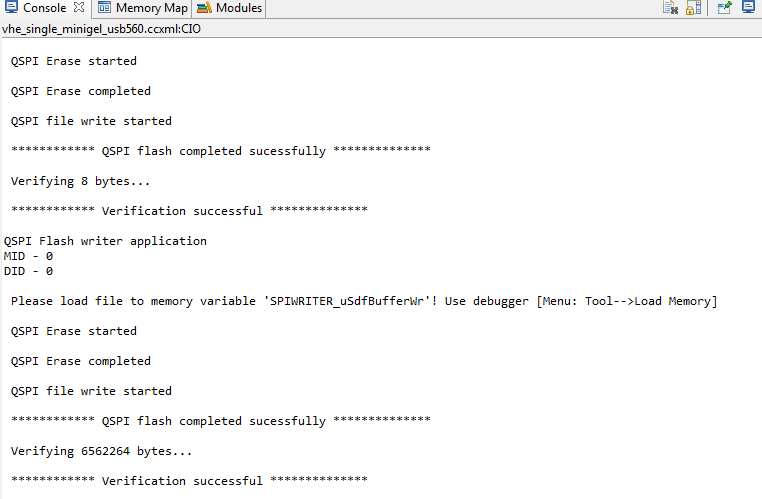 Console Memory Map Modules
vhe_single_minigel_usb560.ccxml:CIO
QSPI Erase started
QSPI Erase completed
QSPI file write started
************ QSPI flash completed sucessfully **************
Verifying 8 bytes...
************ Verification successful **************
QSPI Flash writer application
MID - 0
DID - 0
Please load file to memory variable 'SPIWRITER_uSdfBufferWr'! Use debugger [Menu: Tool-->Load Memory]
QSPI Erase started
QSPI Erase completed
QSPI file write started
************ QSPI flash completed sucessfully **************
Verifying 6562264 bytes...
************ Verification successful **************